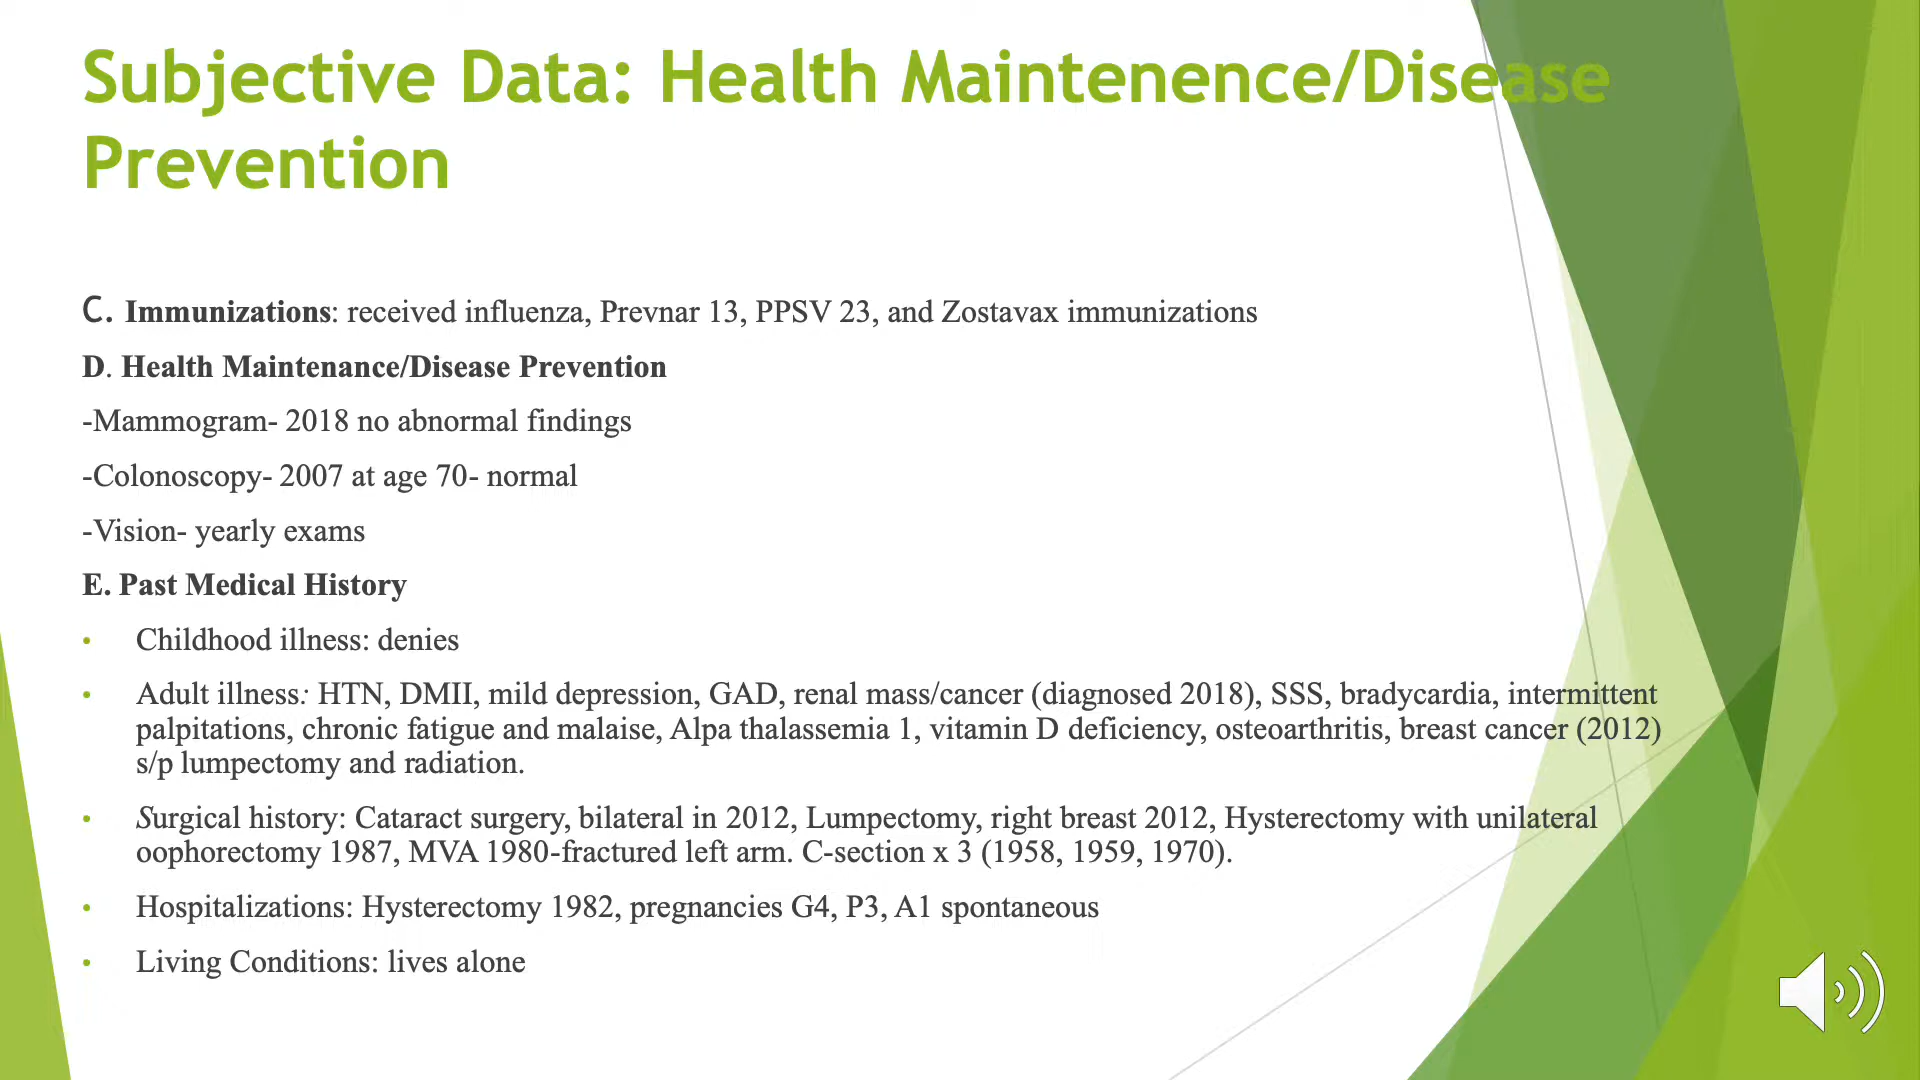 Subjective Data: Health Maintenence/Disease
Prevention
C. Immunizations: received influenza, Prevnar 13, PPSV 23, and Zostavax immunizations
D. Health Maintenance/Disease Prevention
-Mammogram- 2018 no abnormal findings
-Colonoscopy- 2007 at age 70- normal
-Vision- yearly exams
E. Past Medical History
• Childhood illness: denies
• Adult illness: HTN, DMII, mild depression, GAD, renal mass/cancer (diagnosed 2018), SSS, bradycardia, intermittent
palpitations, chronic fatigue and malaise, Alpa thalassemia 1, vitamin D deficiency, osteoarthritis, breast cancer (2012)
s/p lumpectomy and radiation.
• Surgical history: Cataract surgery, bilateral in 2012, Lumpectomy, right breast 2012, Hysterectomy with unilateral
oophorectomy 1987, MVA 1980-fractured left arm. C-section x 3 (1958, 1959, 1970).
• Hospitalizations: Hysterectomy 1982, pregnancies G4, P3, A1 spontaneous
• Living Conditions: lives alone